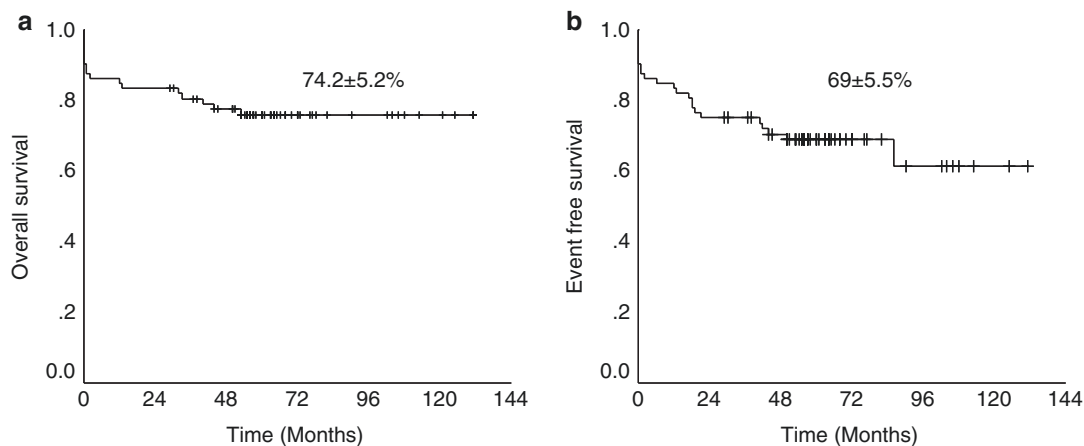 a
1.0
.8
.6
.4
.2
0.0
Overall survival
74.2±5.2%
0 24 48 72 96 120 144
Time (Months)
b
1.0
.8
.6
.4
.2
0.0
Event free survival
69±5.5%
0 24 48 72 96 120 144
Time (Months)